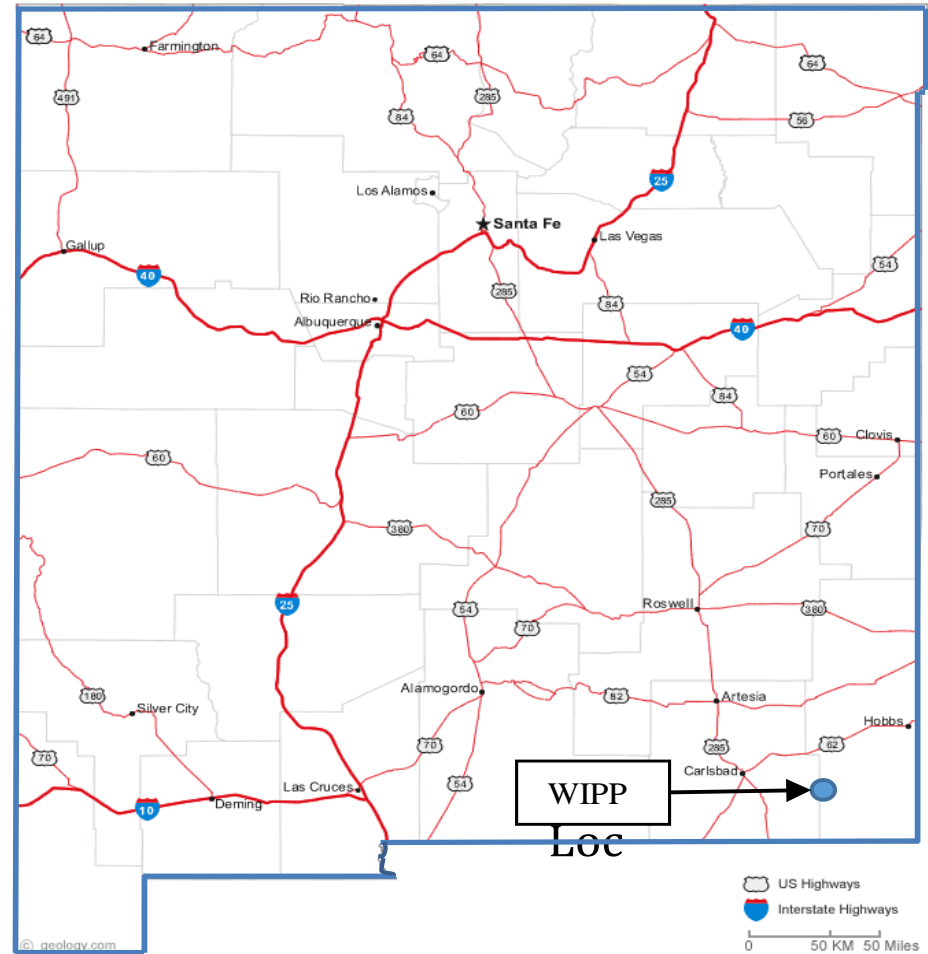 64
Farmington
64
64
491
285
84
56
25
Los Alamos
Santa Fe
Las Vegas
Gallup
40
54
285
Rio Rancho
84
Albuquerque
40
54
84
60
60
Clovis
60
Portales
285
70
380
25
Roswell
54
380
70
Alamogordo
180
82
Artesia
Silver City
Hobbs
70
285
62
70
Carlsbad
54
Las Cruces
WIPP
Loc
10
Deming
US Highways
Interstate Highways
© geology.com
0 50 KM 50 Miles